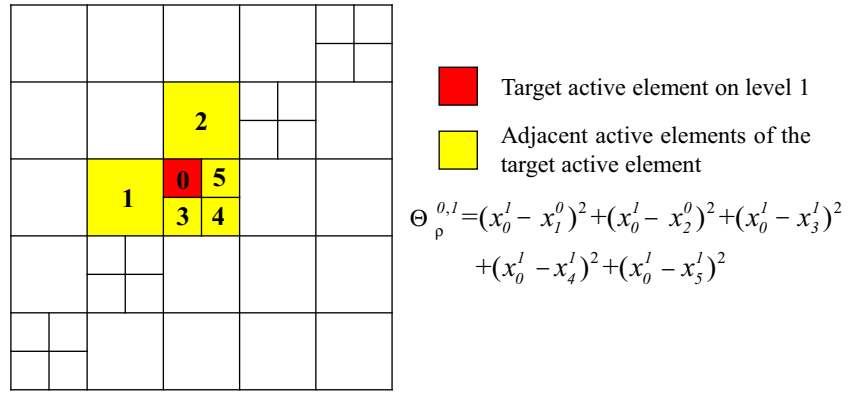 2
1
0
5
3
4
Target active element on level 1
Adjacent active elements of the
target active element
Θ_ρ^{0,1}=(x_0^1 − x_1^0)^2+(x_0^1 − x_2^0)^2+(x_0^1 − x_3^1)^2
+(x_0^1 − x_4^1)^2+(x_0^1 − x_5^1)^2